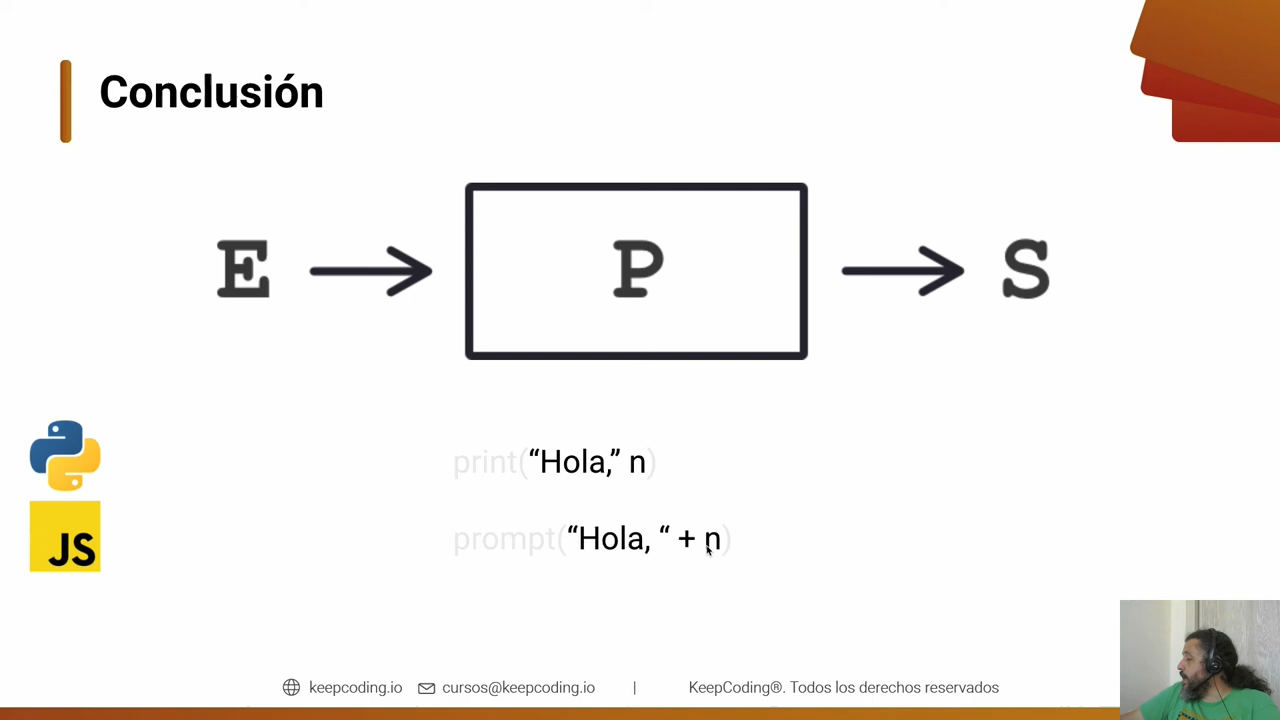 Conclusión
E P S
print(“Hola,” n)
JS
prompt(“Hola, “ + n)
keepcoding.io cursos@keepcoding.io | KeepCoding®. Todos los derechos reservados